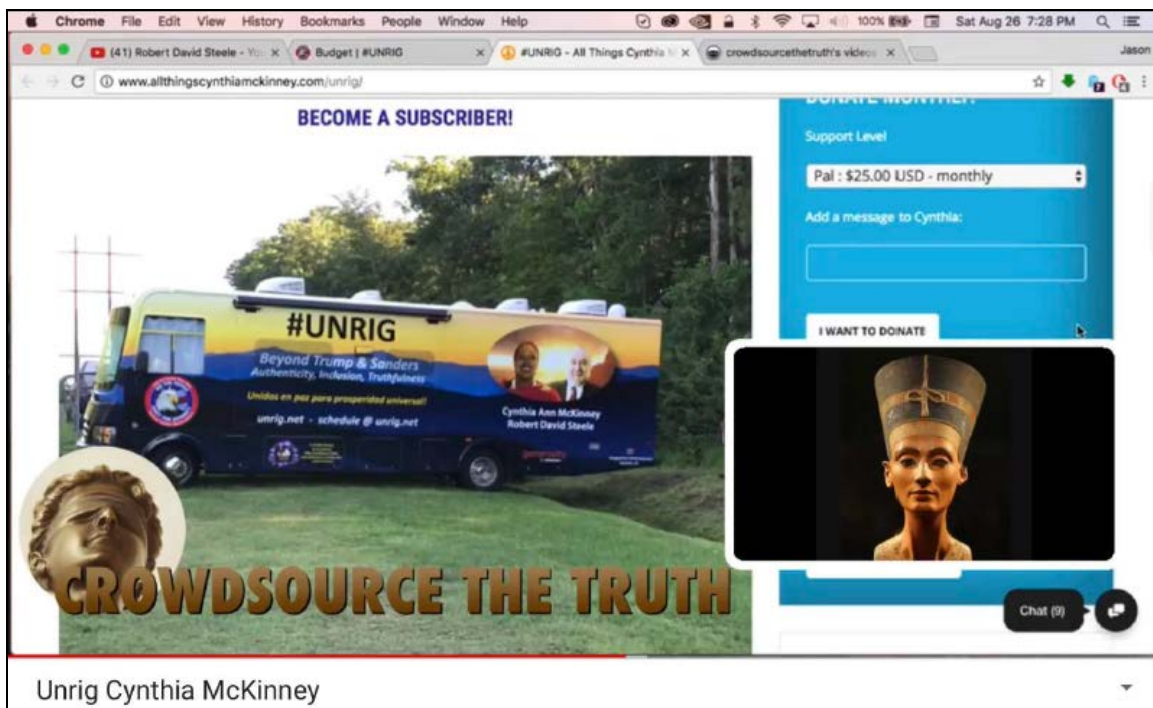 Chrome File Edit View History Bookmarks People Window Help 100% Sat Aug 26 7:28 PM
(41) Robert David Steele - Yo Budget | #UNRIG #UNRIG - All Things Cynthia M crowdsourcethetruth's videos Jason
www.allthingscynthiamckinney.com/unrig/
BECOME A SUBSCRIBER!
DONATE MONTHLY:
Support Level
Pal : $25.00 USD - monthly
Add a message to Cynthia:
I WANT TO DONATE
#UNRIG
Beyond Trump & Sanders
Authenticity, Inclusion, Truthfulness
Unidos en paz para prosperidad universal!!
unrig.net - schedule @ unrig.net
Cynthia Ann McKinney
Robert David Steele
CROWDSOURCE THE TRUTH
Chat (9)
Unrig Cynthia McKinney